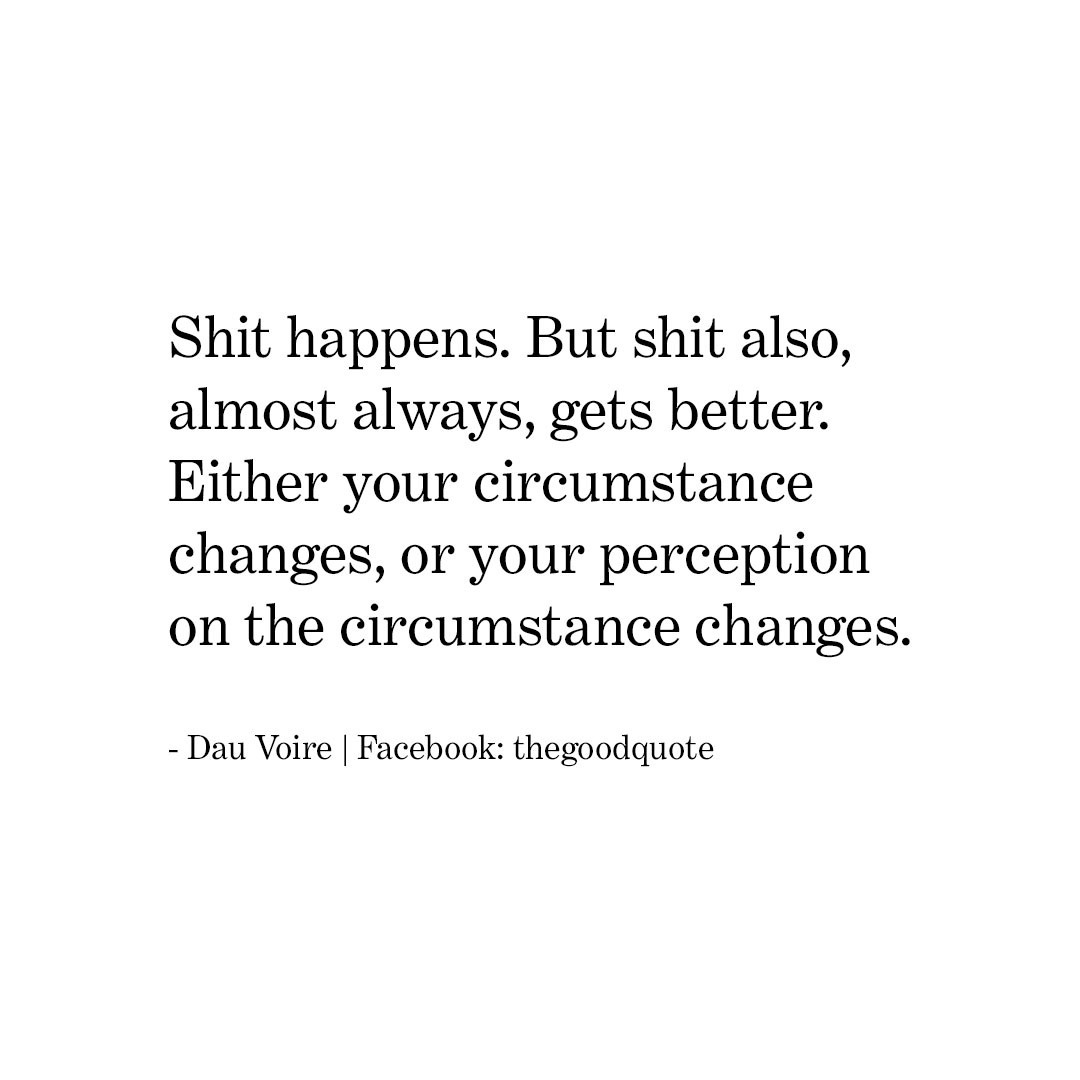 Shit happens. But shit also,
almost always, gets better.
Either your circumstance
changes, or your perception
on the circumstance changes.
- Dau Voire | Facebook: thegoodquote